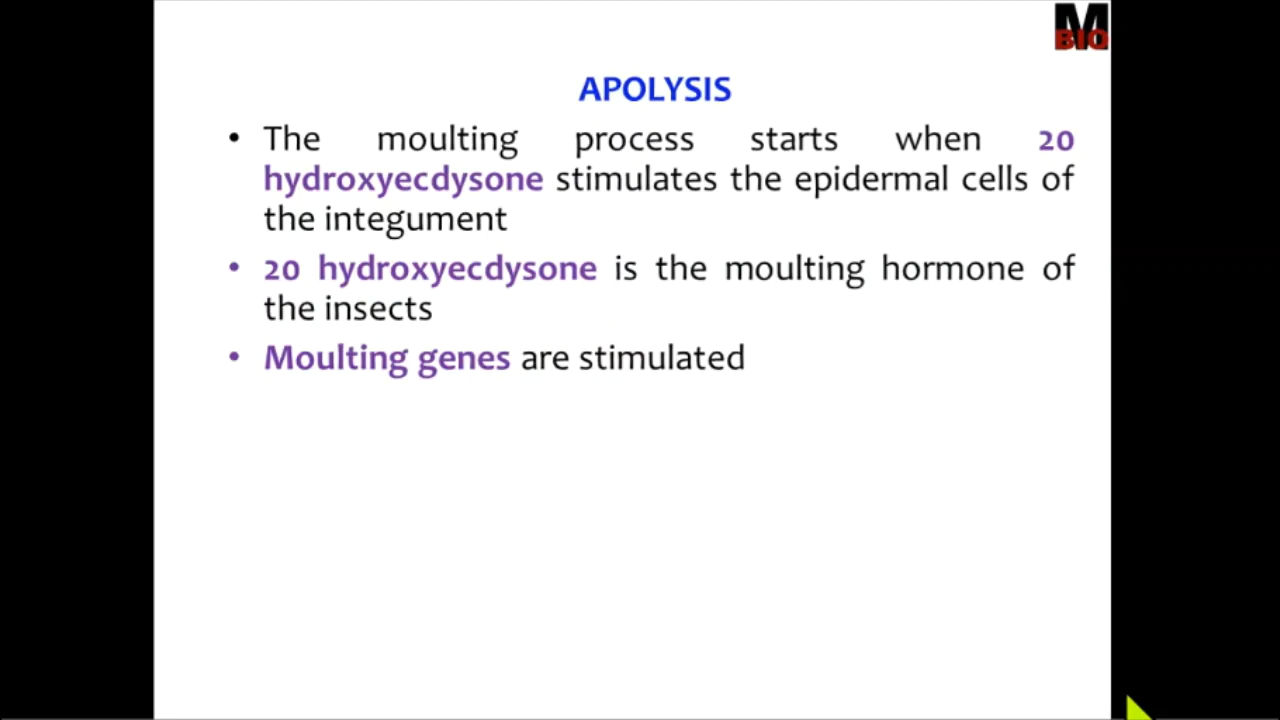 M
BIO
APOLYSIS
• The moulting process starts when 20
hydroxyecdysone stimulates the epidermal cells of
the integument
• 20 hydroxyecdysone is the moulting hormone of
the insects
• Moulting genes are stimulated